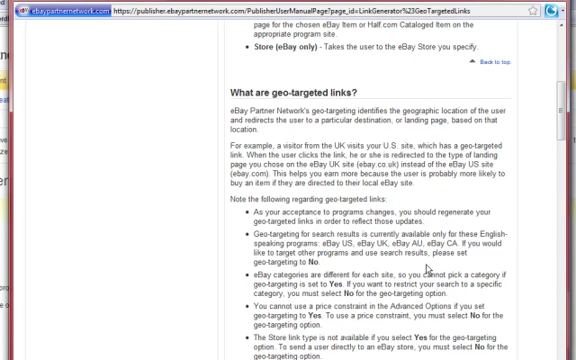 ebaypartnernetwork.com https://publisher.ebaypartnernetwork.com/PublisherUserManualPage?page_id=LinkGenerator%23GeoTargetedLinks
page for the chosen eBay Item or Half.com Cataloged Item on the
appropriate program site.
Store (eBay only) - Takes the user to the eBay Store you specify.
Back to top
What are geo-targeted links?
eBay Partner Network's geo-targeting identifies the geographic location of the user
and redirects the user to a particular destination, or landing page, based on that
location.
For example, a visitor from the UK visits your U.S. site, which has a geo-targeted
link. When the user clicks the link, he or she is redirected to the type of landing
page you chose on the eBay UK site (ebay.co.uk) instead of the eBay US site
(ebay.com). This helps you earn more because the user is probably more likely to
buy an item if they are directed to their local eBay site.
Note the following regarding geo-targeted links:
As your acceptance to programs changes, you should regenerate your
geo-targeted links in order to reflect those updates.
Geo-targeting for search results is currently available only for these English-
speaking programs: eBay US, eBay UK, eBay AU, eBay CA. If you would
like to target other programs and use search results, please set
geo-targeting to No.
eBay categories are different for each site, so you cannot pick a category if
geo-targeting is set to Yes. If you want to restrict your search to a specific
category, you must select No for the geo-targeting option.
You cannot use a price constraint in the Advanced Options if you set
geo-targeting to Yes. To use a price constraint, you must select No for the
geo-targeting option.
The Store link type is not available if you select Yes for the geo-targeting
option. To send a user directly to an eBay store, you must select No for the
geo-targeting option.